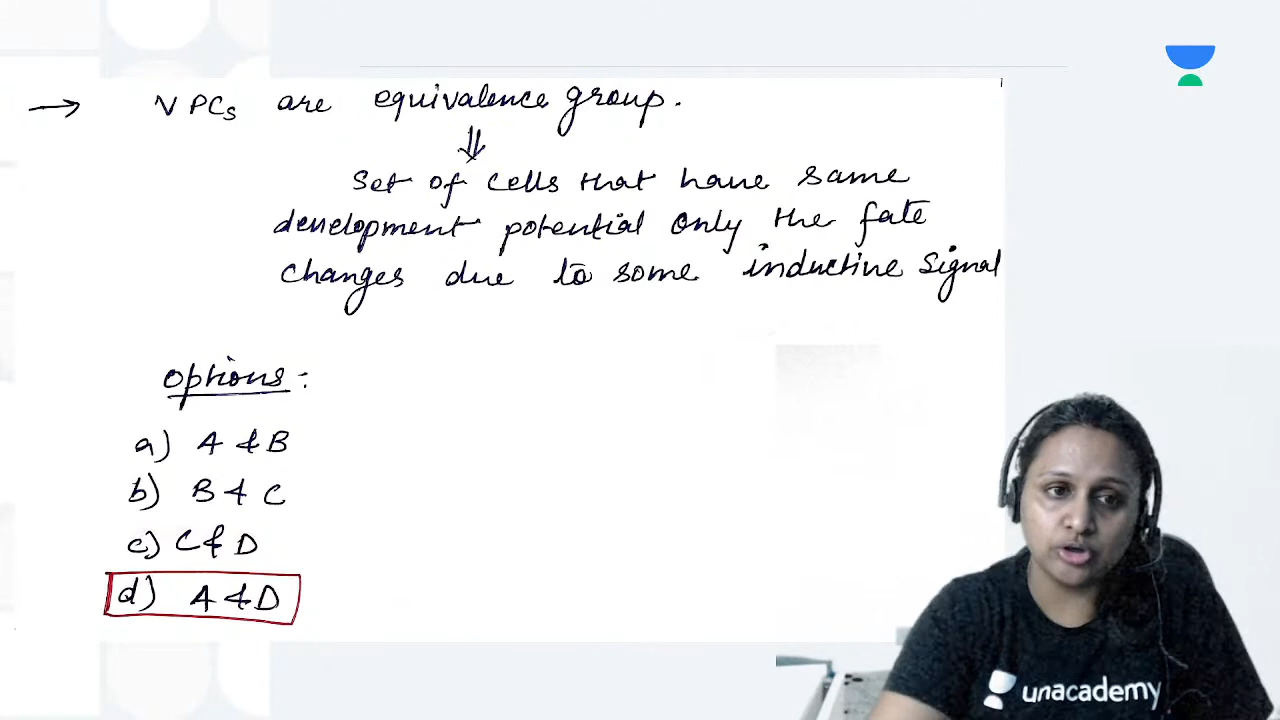 → VPCs are equivalence group.
⇓
Set of cells that have same
development potential only the fate
changes due to some inductive signal
options :-
a) A & B
b) B & C
c) C & D
d) A & D
unacademy